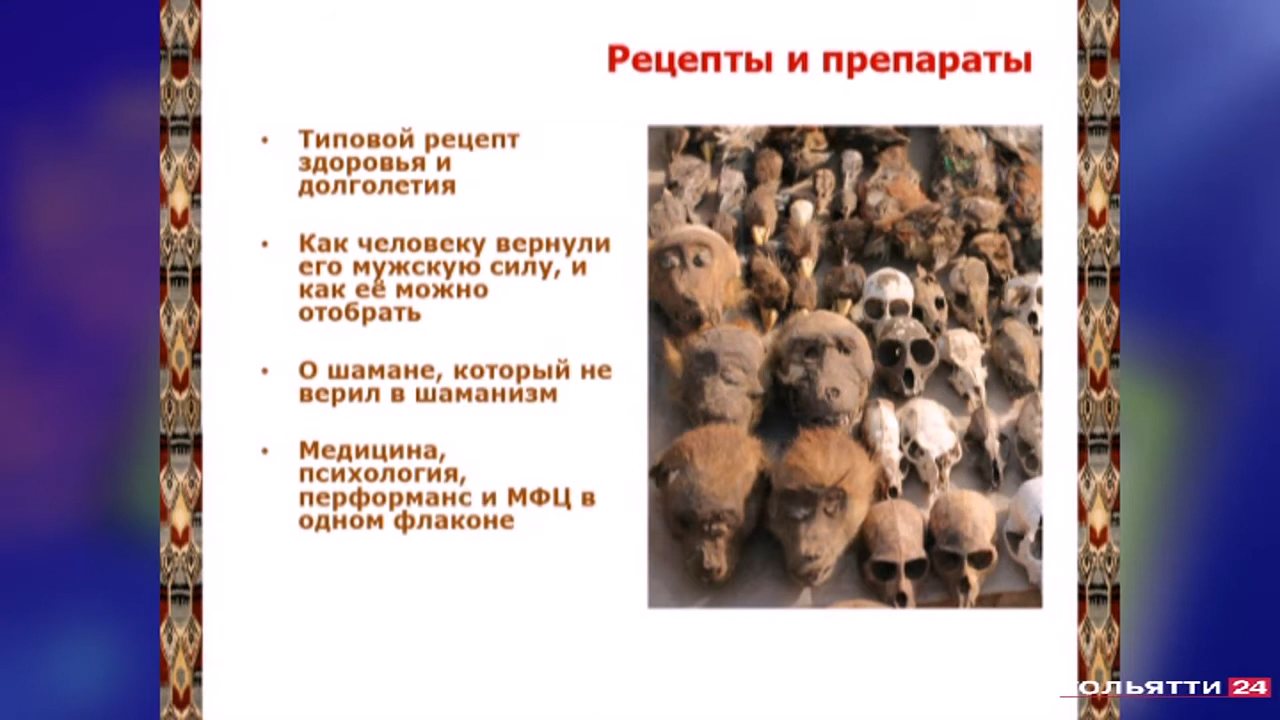 Рецепты и препараты
• Типовой рецепт
здоровья и
долголетия
• Как человеку вернули
его мужскую силу, и
как её можно
отобрать
• О шамане, который не
верил в шаманизм
• Медицина,
психология,
перформанс и МФЦ в
одном флаконе
ТОЛЬЯТТИ 24